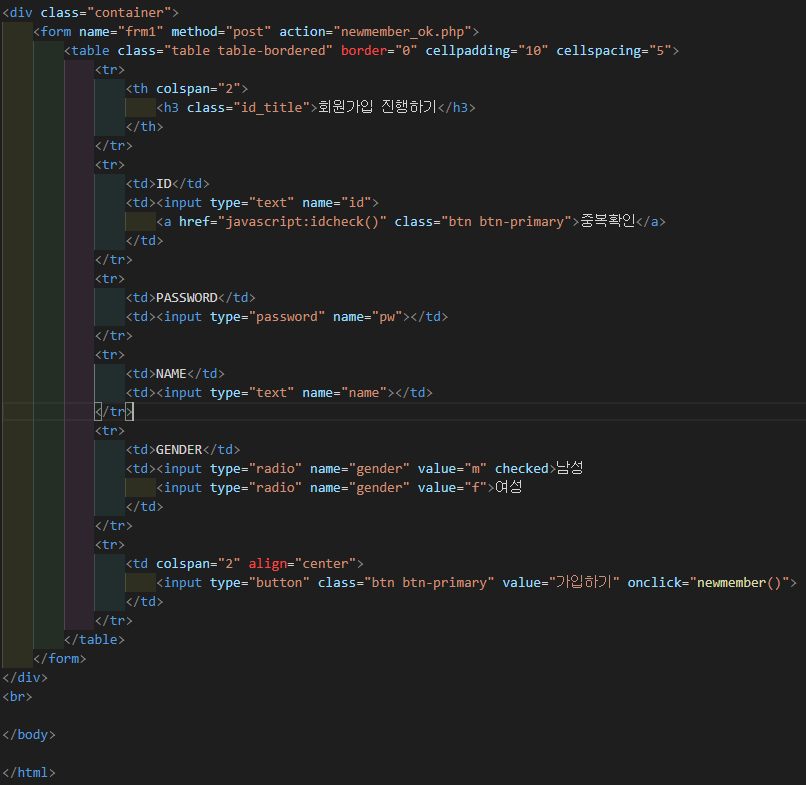 <div class="container">
<form name="frm1" method="post" action="newmember_ok.php">
<table class="table table-bordered" border="0" cellpadding="10" cellspacing="5">
<tr>
<th colspan="2">
<h3 class="id_title">회원가입 진행하기</h3>
</th>
</tr>
<tr>
<td>ID</td>
<td><input type="text" name="id">
<a href="javascript:idcheck()" class="btn btn-primary">중복확인</a>
</td>
</tr>
<tr>
<td>PASSWORD</td>
<td><input type="password" name="pw"></td>
</tr>
<tr>
<td>NAME</td>
<td><input type="text" name="name"></td>
</tr>
<tr>
<td>GENDER</td>
<td><input type="radio" name="gender" value="m" checked>남성
<input type="radio" name="gender" value="f">여성
</td>
</tr>
<tr>
<td colspan="2" align="center">
<input type="button" class="btn btn-primary" value="가입하기" onclick="newmember()">
</td>
</tr>
</table>
</form>
</div>
<br>
</body>
</html>